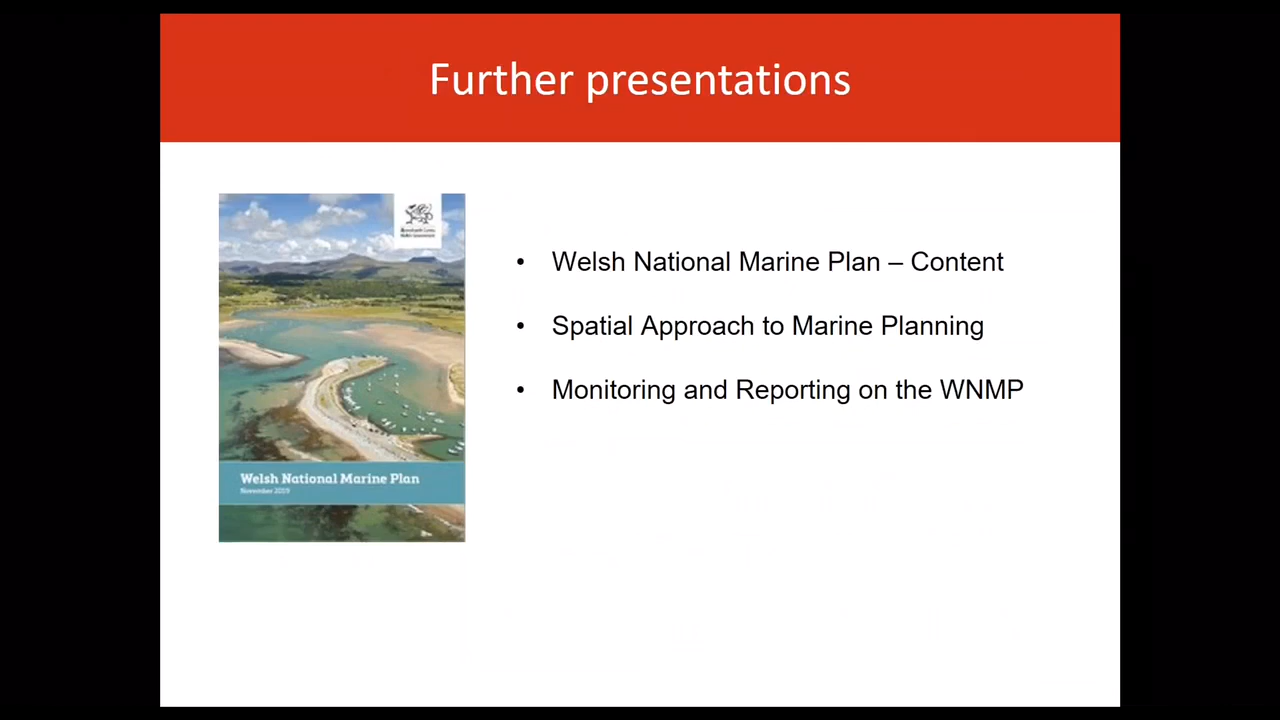 Further presentations
Welsh National Marine Plan
November 2019
• Welsh National Marine Plan – Content
• Spatial Approach to Marine Planning
• Monitoring and Reporting on the WNMP